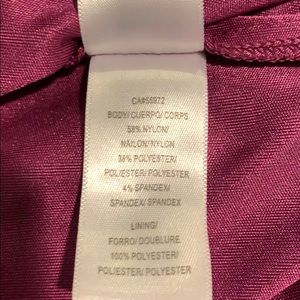 CA#55972
BODY/CUERPO/CORPS
58% NYLON/
NAILON/NYLON
38% POLYESTER/
POLIESTER/POLYESTER
4% SPANDEX/
SPANDEX/SPANDEX
LINING/
FORRO/DOUBLURE
100% POLYESTER/
POLIESTER/POLYESTER